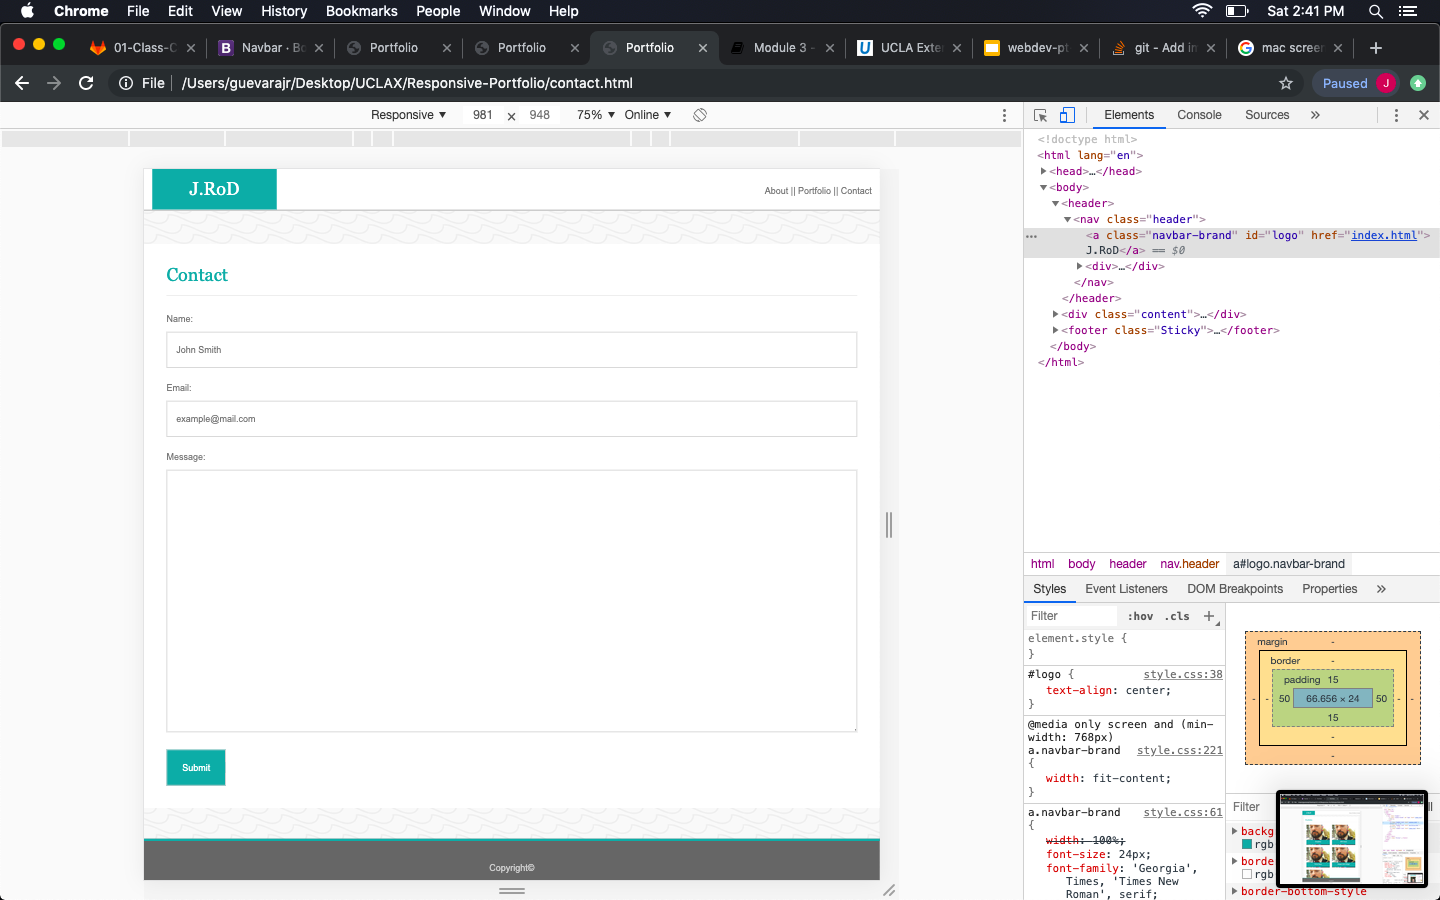 Chrome File Edit View History Bookmarks People Window Help Sat 2:41 PM
01-Class-C Navbar · Bo Portfolio Portfolio Portfolio Module 3 - UCLA Exte webdev-pt git - Add im mac screen
File /Users/guevarajr/Desktop/UCLAX/Responsive-Portfolio/contact.html Paused J
Responsive 981 × 948 75% Online
Elements Console Sources »
J.RoD
About || Portfolio || Contact
Contact
Name:
John Smith
Email:
example@mail.com
Message:
Submit
Copyright©
<!doctype html>
<html lang="en">
<head>…</head>
<body>
<header>
<nav class="header">
<a class="navbar-brand" id="logo" href="index.html">
J.RoD</a> == $0
<div>…</div>
</nav>
</header>
<div class="content">…</div>
<footer class="Sticky">…</footer>
</body>
</html>
html body header nav.header a#logo.navbar-brand
Styles Event Listeners DOM Breakpoints Properties »
Filter :hov .cls +
element.style {
}
#logo { style.css:38
text-align: center;
}
@media only screen and (min-
width: 768px)
a.navbar-brand style.css:221
{
width: fit-content;
}
a.navbar-brand style.css:61
{
width: 100%;
font-size: 24px;
font-family: 'Georgia',
Times, 'Times New
Roman', serif;
margin -
border -
padding 15
- - 50 66.656 × 24 50 - -
15
-
-
Filter
backg
rgb
borde
rgb
border-bottom-style